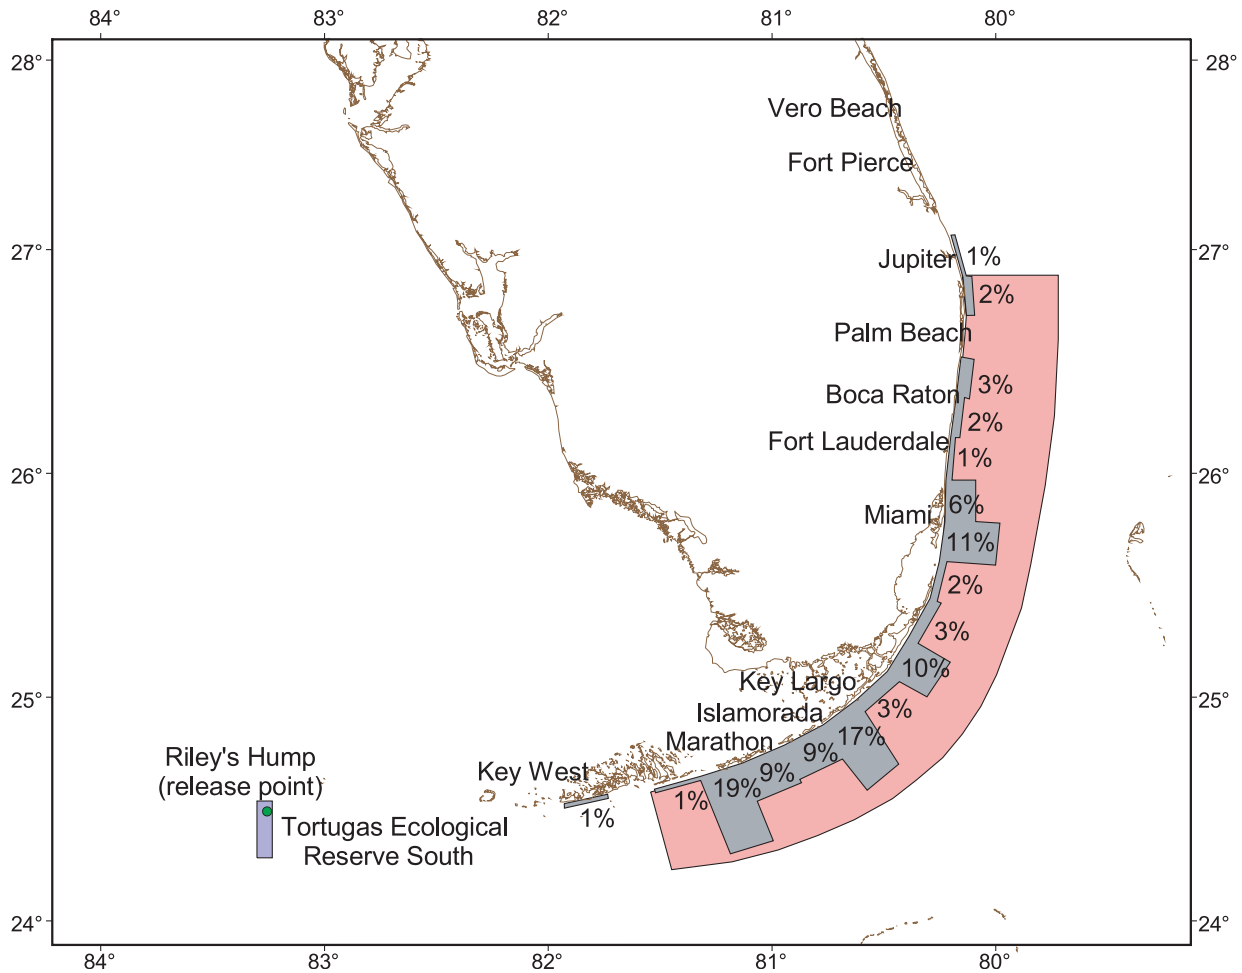 84°
83°
82°
81°
80°
28°
28°
Vero Beach
Fort Pierce
27°
27°
Jupiter
1%
2%
Palm Beach
Boca Raton
3%
2%
Fort Lauderdale
1%
26°
26°
6%
Miami
11%
2%
3%
10%
Key Largo
25°
25°
3%
Islamorada
17%
Marathon
9%
9%
Riley's Hump
(release point)
Key West
19%
1%
1%
Tortugas Ecological
Reserve South
24°
24°
84°
83°
82°
81°
80°